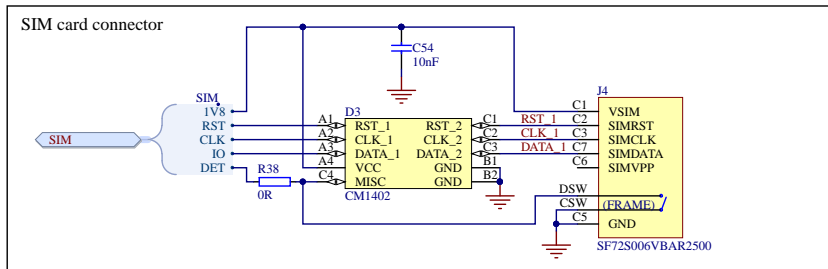 SIM card connector
C54
10nF
SIM
SIM
1V8
RST
CLK
IO
DET
R38
0R
D3
A1 RST_1 RST_2 C1
A2 CLK_1 CLK_2 C2
A3 DATA_1 DATA_2 C3
A4 VCC GND B1
C4 MISC GND B2
CM1402
RST_1
CLK_1
DATA_1
J4
C1 VSIM
C2 SIMRST
C3 SIMCLK
C7 SIMDATA
C6 SIMVPP
DSW
CSW (FRAME)
C5 GND
SF72S006VBAR2500